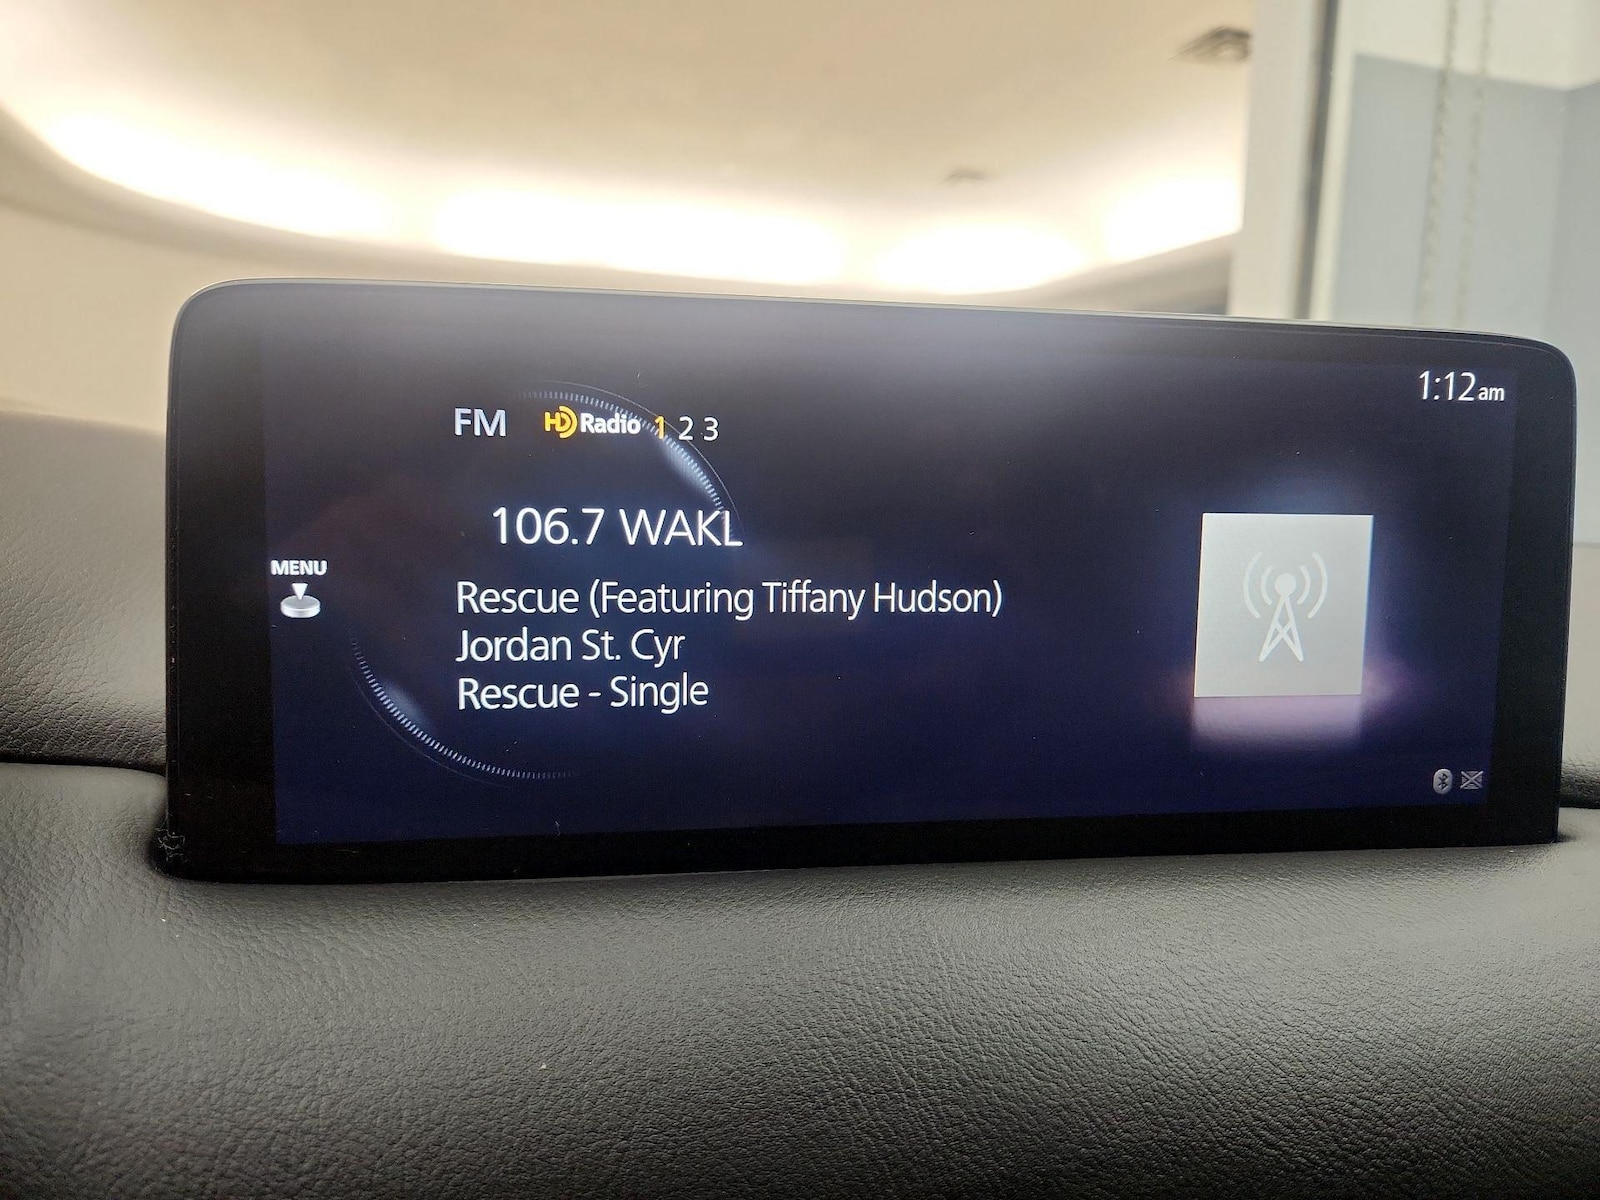 1:12am
FM HD Radio 1 2 3
106.7 WAKL
MENU
Rescue (Featuring Tiffany Hudson)
Jordan St. Cyr
Rescue - Single